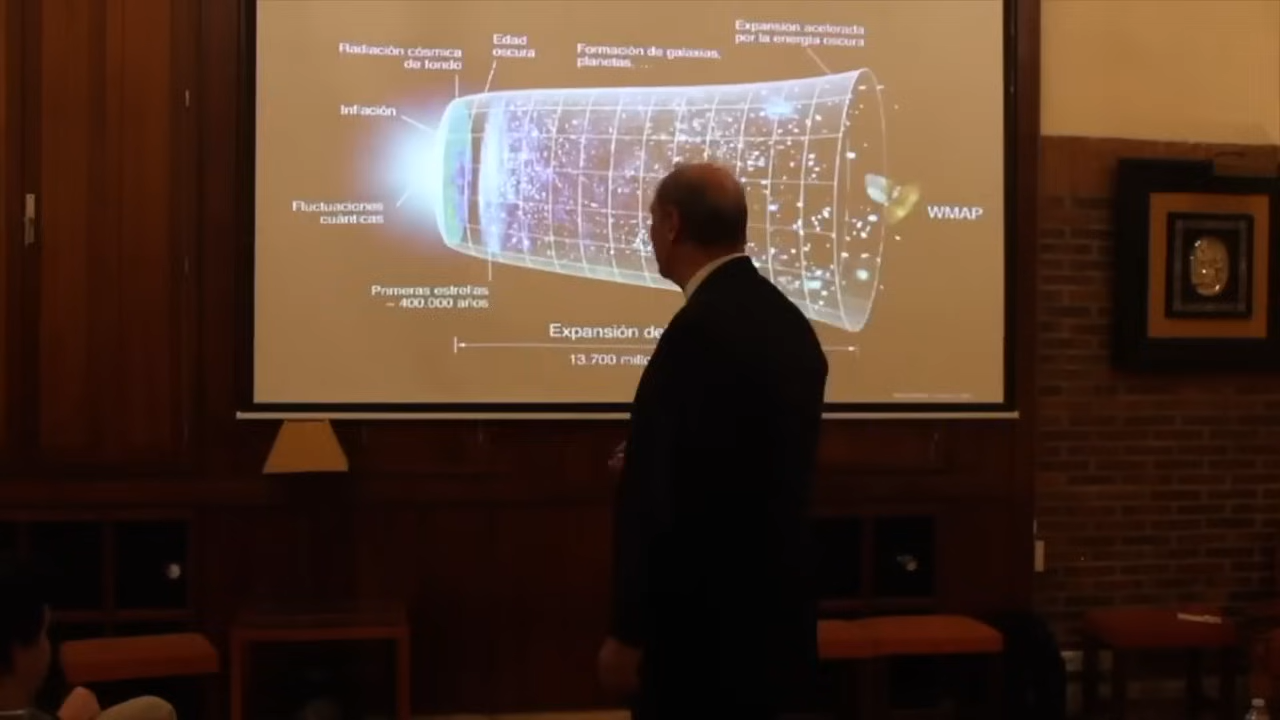 Radiación cósmica
de fondo
Edad
oscura
Formación de galaxias,
planetas, ...
Expansión acelerada
por la energía oscura
Inflación
Fluctuaciones
cuánticas
WMAP
Primeras estrellas
~ 400.000 años
Expansión de
13.700 millo